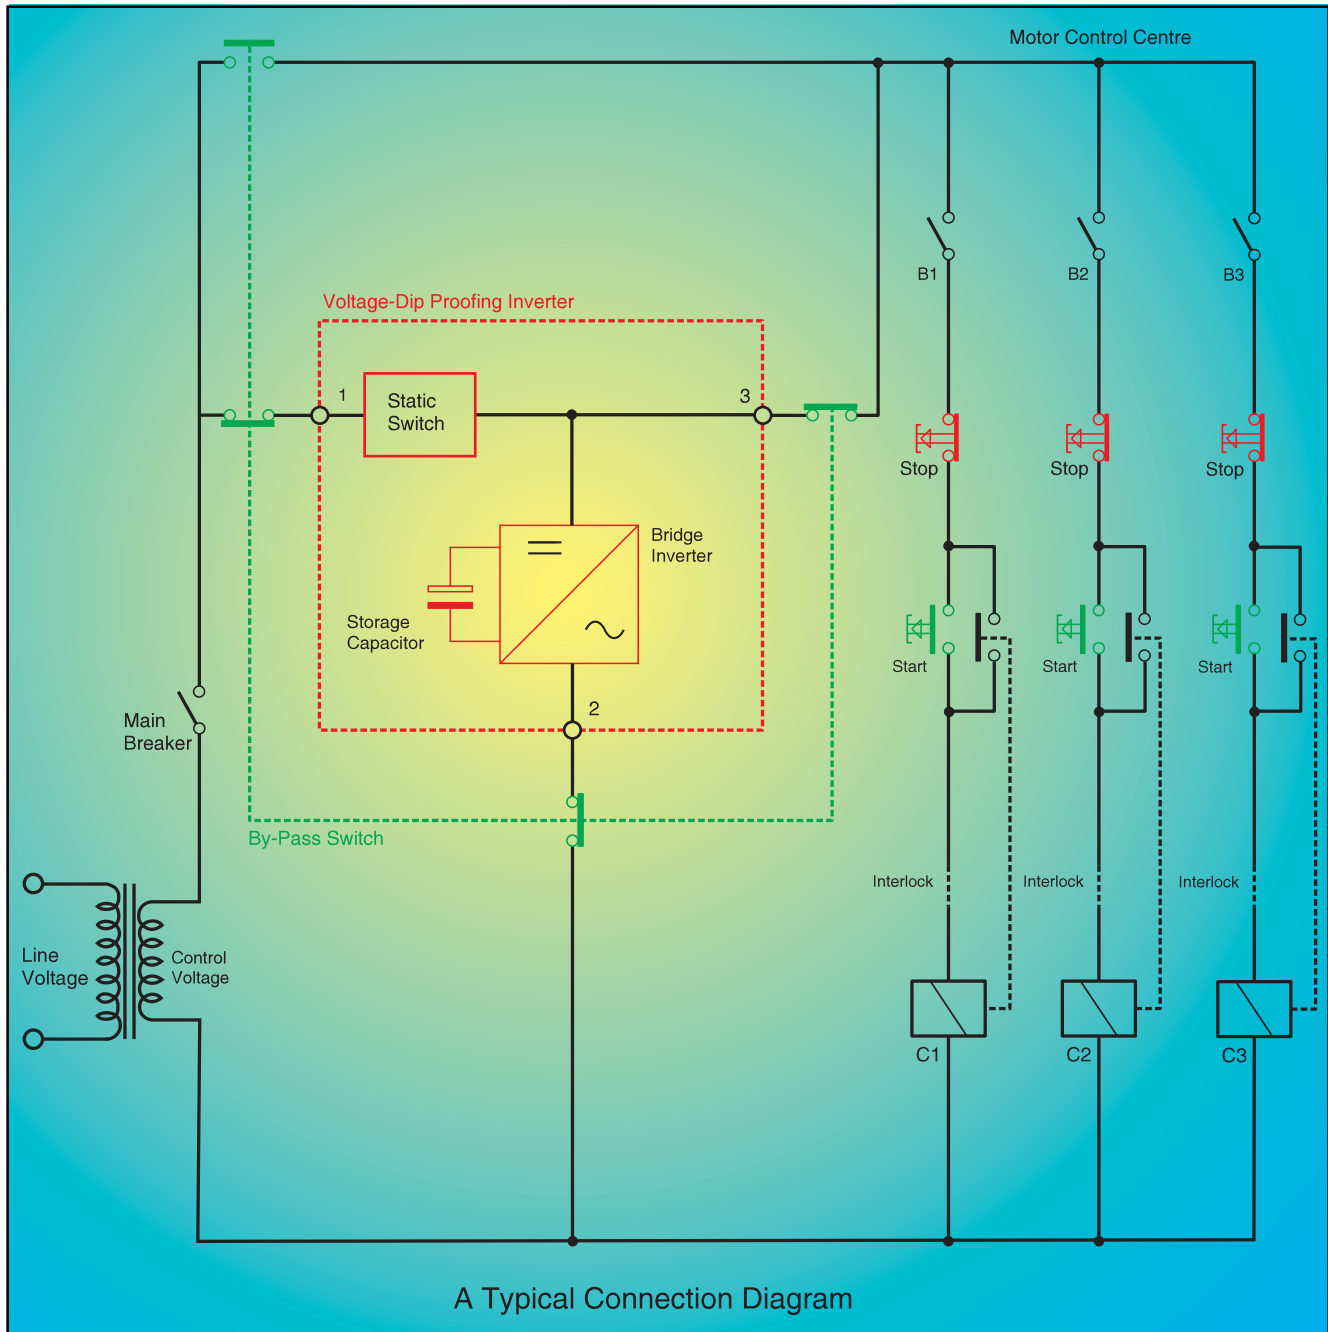 Motor Control Centre
B1
B2
B3
Voltage-Dip Proofing Inverter
1
Static
Switch
3
Stop
Stop
Stop
Bridge
Inverter
Storage
Capacitor
Start
Start
Start
2
Main
Breaker
By-Pass Switch
Interlock
Interlock
Interlock
Line
Voltage
Control
Voltage
C1
C2
C3
A Typical Connection Diagram